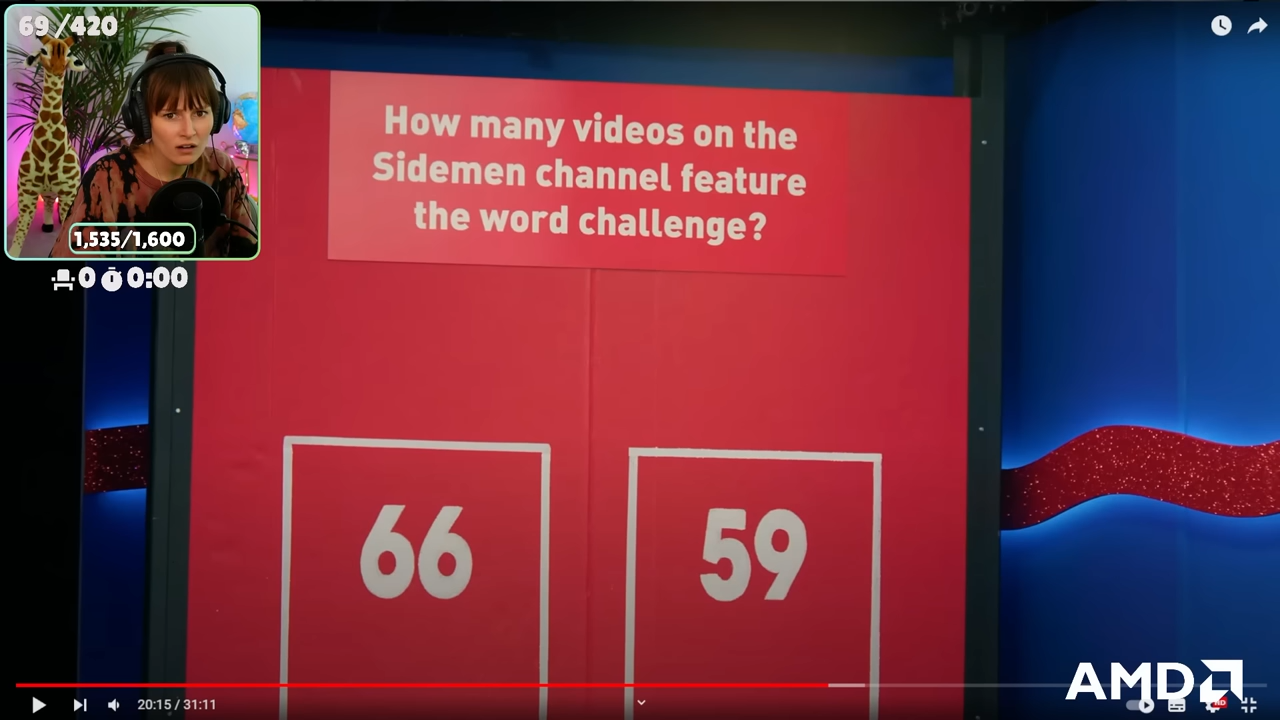 69/420
1,535/1,600
0 0:00
How many videos on the
Sidemen channel feature
the word challenge?
66
59
20:15 / 31:11
AMD
HD